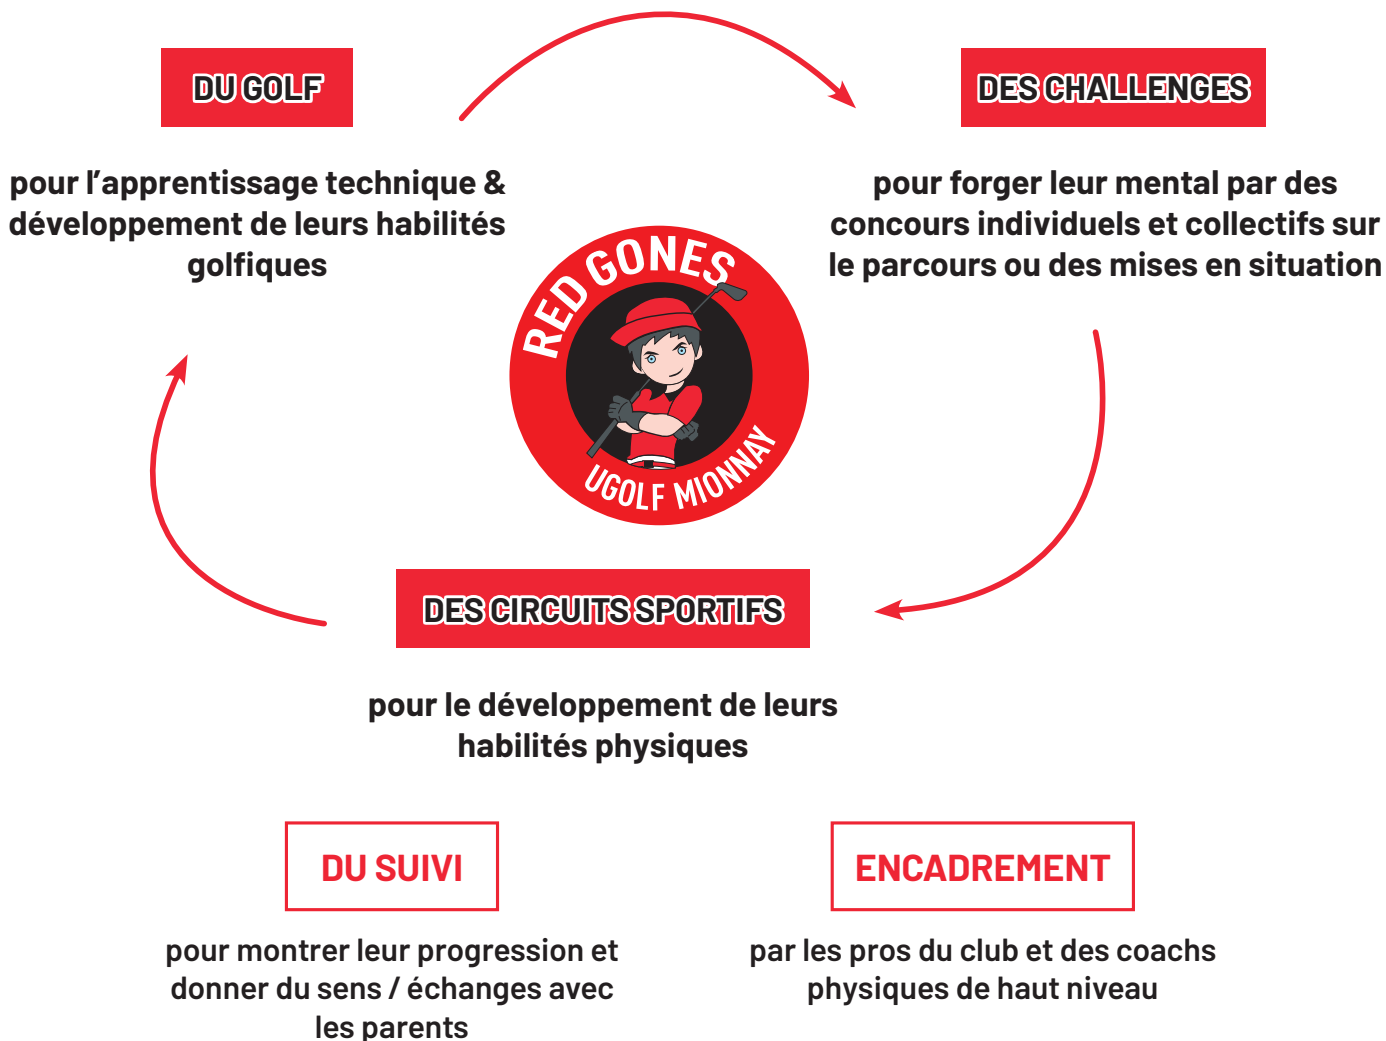 DU GOLF
pour l’apprentissage technique &
développement de leurs habilités
golfiques
DES CHALLENGES
pour forger leur mental par des
concours individuels et collectifs sur
le parcours ou des mises en situation
RED GONES
UGOLF MIONNAY
DES CIRCUITS SPORTIFS
pour le développement de leurs
habilités physiques
DU SUIVI
pour montrer leur progression et
donner du sens / échanges avec
les parents
ENCADREMENT
par les pros du club et des coachs
physiques de haut niveau